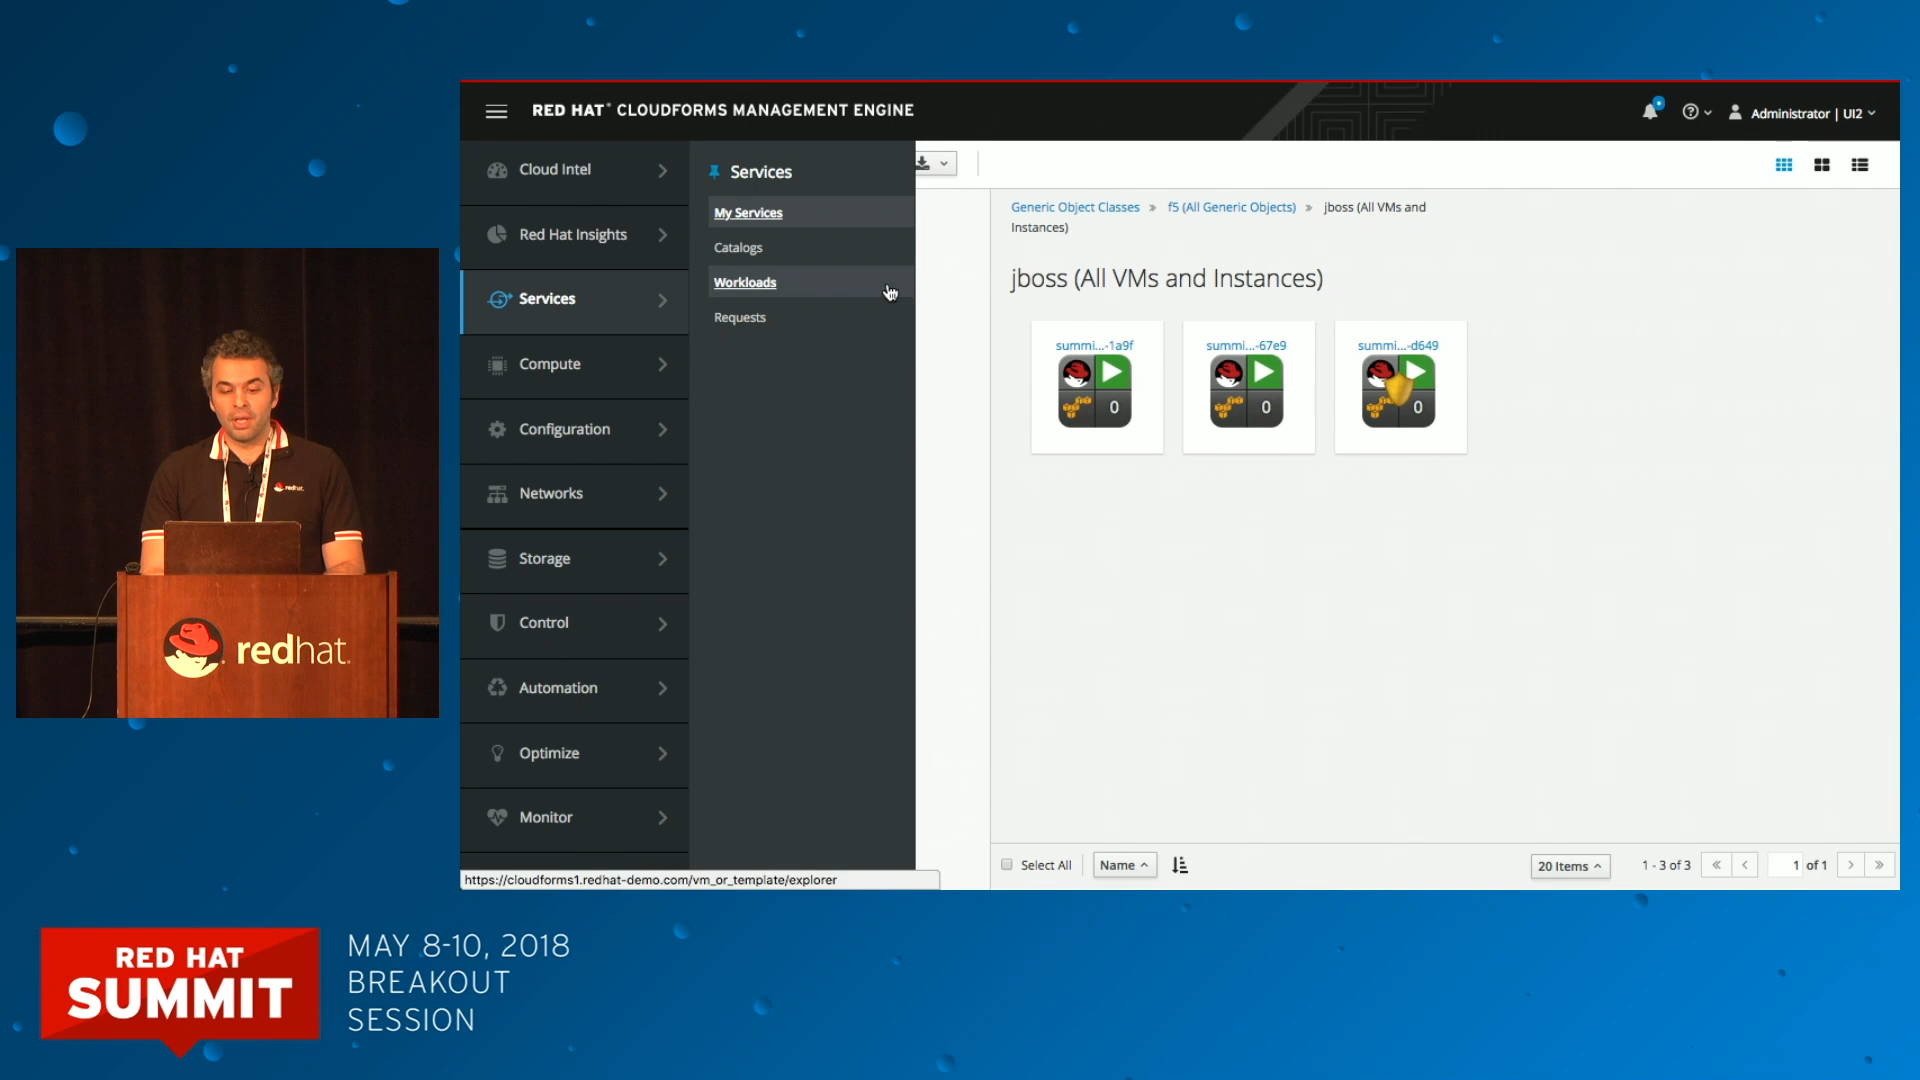 RED HAT® CLOUDFORMS MANAGEMENT ENGINE
Administrator | UI2
Cloud Intel
Red Hat Insights
Services
Compute
Configuration
Networks
Storage
Control
Automation
Optimize
Monitor
Services
My Services
Catalogs
Workloads
Requests
Generic Object Classes » f5 (All Generic Objects) » jboss (All VMs and
Instances)
jboss (All VMs and Instances)
summi...-1a9f
summi...-67e9
summi...-d649
0
0
0
Select All
Name
20 Items
1 - 3 of 3
1 of 1
https://cloudforms1.redhat-demo.com/vm_or_template/explorer
redhat.
redhat.
RED HAT
SUMMIT
MAY 8-10, 2018
BREAKOUT
SESSION